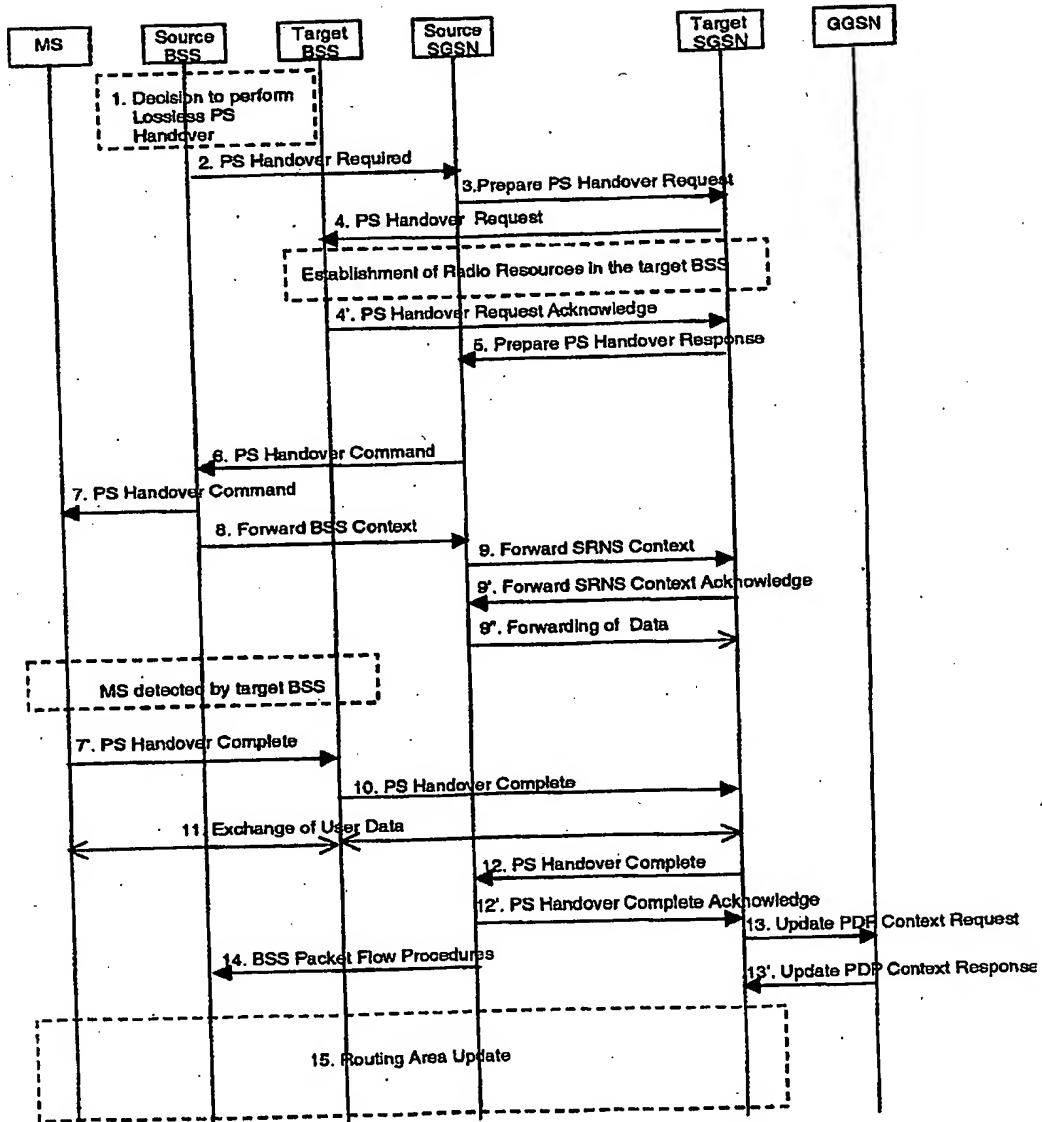 MS
Source
BSS
Target
BSS
Source
SGSN
Target
SGSN
GGSN
1. Decision to perform
Lossless PS
Handover
2. PS Handover Required
3.Prepare PS Handover Request
4. PS Handover Request
Establishment of Radio Resources in the target BSS
4'. PS Handover Request Acknowledge
5. Prepare PS Handover Response
6. PS Handover Command
7. PS Handover Command
8. Forward BSS Context
9. Forward SRNS Context
9'. Forward SRNS Context Acknowledge
9". Forwarding of Data
MS detected by target BSS
7'. PS Handover Complete
10. PS Handover Complete
11. Exchange of User Data
12. PS Handover Complete
12'. PS Handover Complete Acknowledge
13. Update PDP Context Request
14. BSS Packet Flow Procedures
13'. Update PDP Context Response
15. Routing Area Update